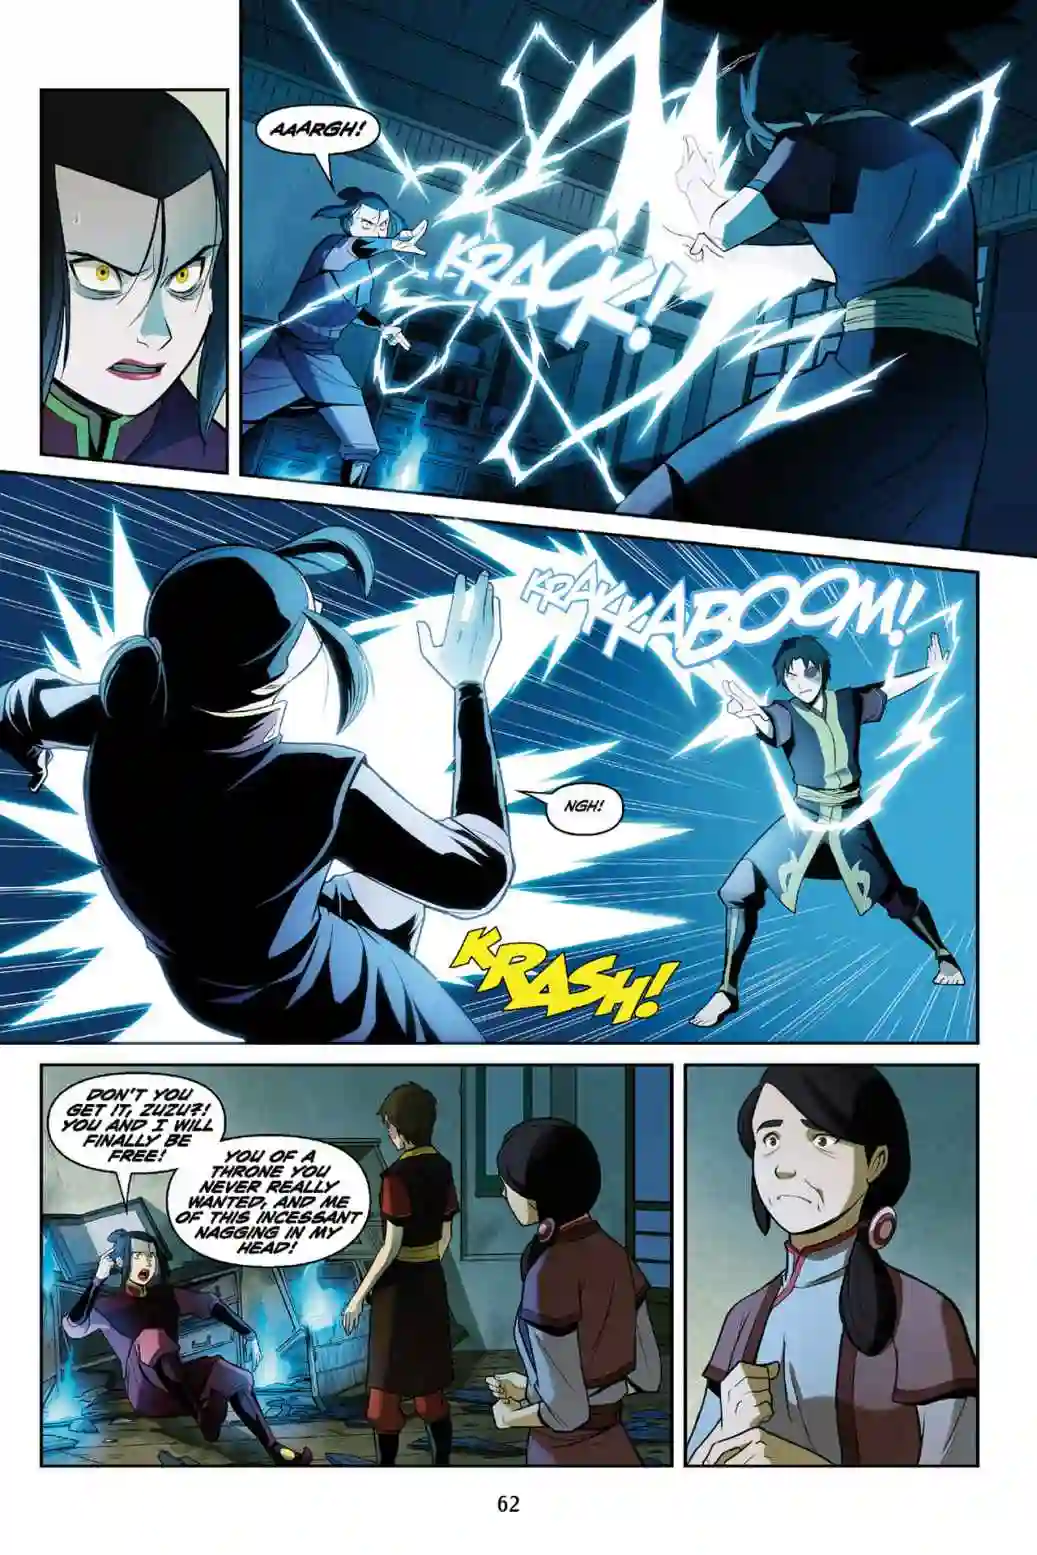 AAARGH!
KRACK!
KRAKKABOOM!
NGH!
KRASH!
DON'T YOU
GET IT, ZUZU?!
YOU AND I WILL
FINALLY BE
FREE!
YOU OF A
THRONE YOU
NEVER REALLY
WANTED, AND ME
OF THIS INCESSANT
NAGGING IN MY
HEAD!
62